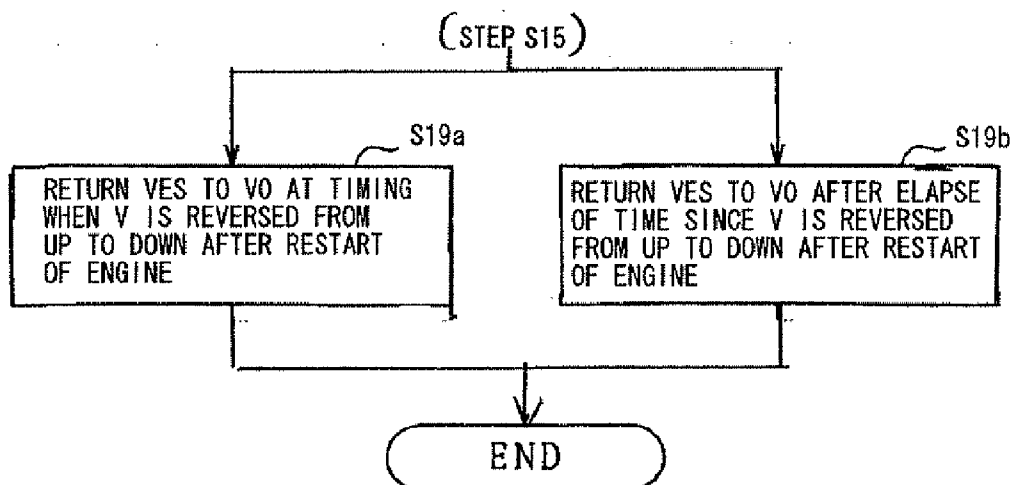 (STEP S15)
S19a
RETURN VES TO VO AT TIMING
WHEN V IS REVERSED FROM
UP TO DOWN AFTER RESTART
OF ENGINE
S19b
RETURN VES TO VO AFTER ELAPSE
OF TIME SINCE V IS REVERSED
FROM UP TO DOWN AFTER RESTART
OF ENGINE
END